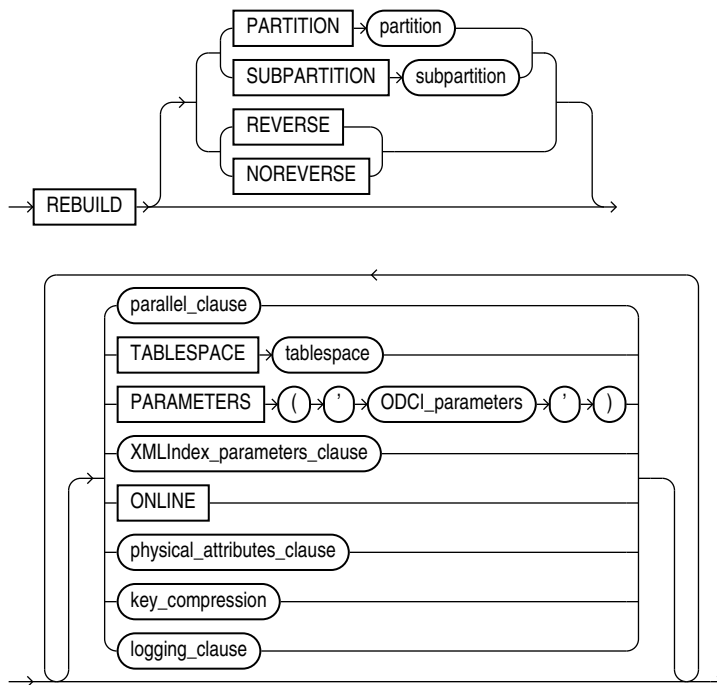 PARTITION partition
SUBPARTITION subpartition
REVERSE
NOREVERSE
REBUILD
parallel_clause
TABLESPACE tablespace
PARAMETERS ( ' ODCI_parameters ' )
XMLIndex_parameters_clause
ONLINE
physical_attributes_clause
key_compression
logging_clause